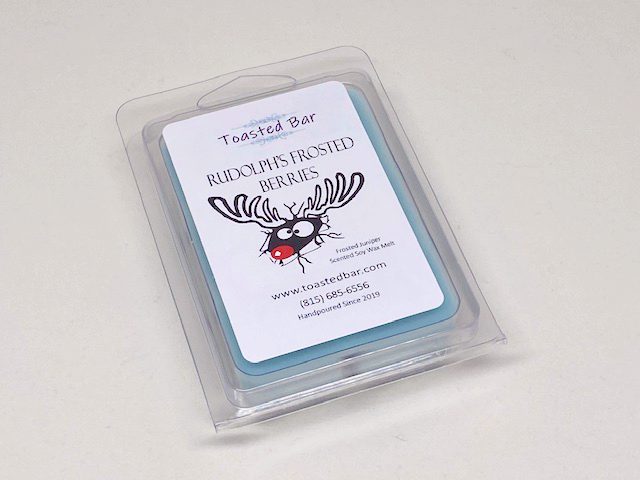 Toasted Bar
RUDOLPH'S FROSTED
BERRIES
Frosted Juniper
Scented Soy Wax Melt
www.toastedbar.com
(815) 685-6556
Handpoured Since 2019